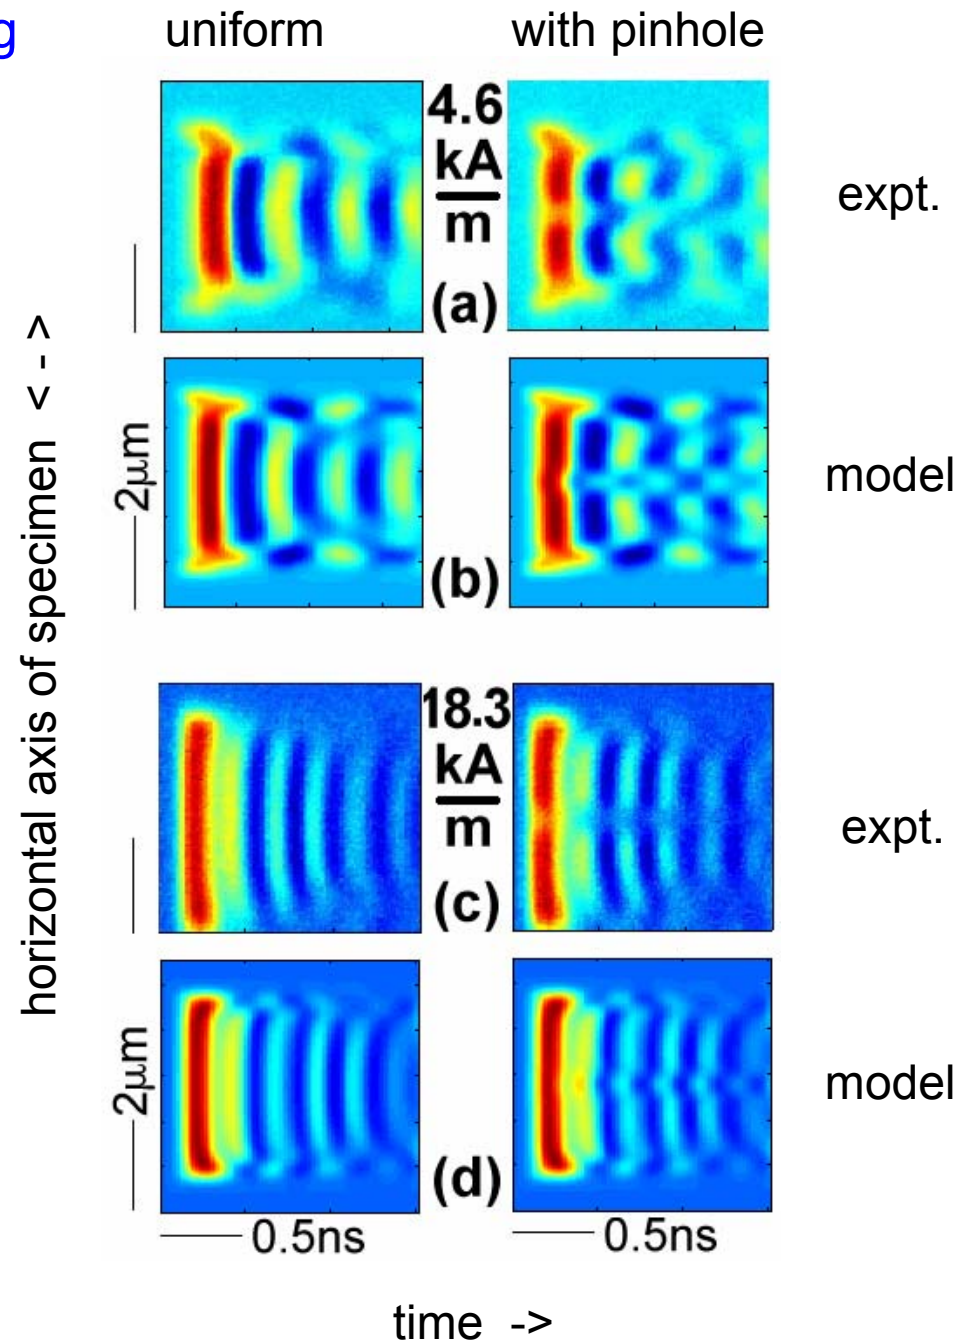 g
uniform
with pinhole
4.6
kA
m
(a)
expt.
horizontal axis of specimen < - >
2μm
(b)
model
18.3
kA
m
(c)
expt.
2μm
(d)
model
0.5ns
0.5ns
time ->